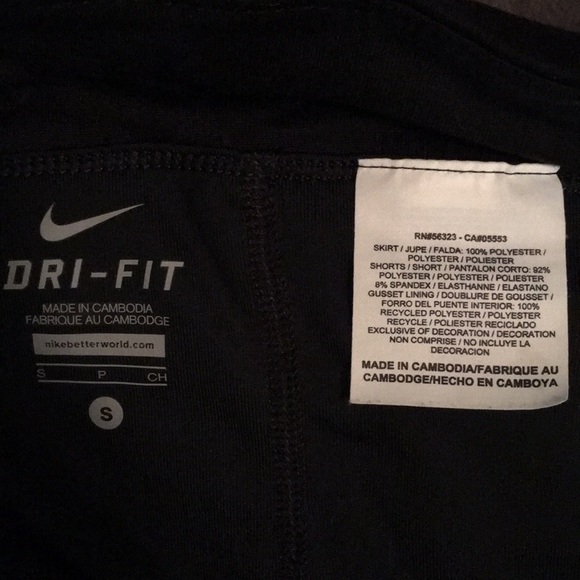 DRI-FIT
MADE IN CAMBODIA
FABRIQUE AU CAMBODGE
nikebetterworld.com
S P CH
S
RN#56323 - CA#05553
SKIRT / JUPE / FALDA: 100% POLYESTER /
POLYESTER / POLIESTER
SHORTS / SHORT / PANTALON CORTO: 92%
POLYESTER / POLYESTER / POLIESTER
8% SPANDEX / ELASTHANNE / ELASTANO
GUSSET LINING / DOUBLURE DE GOUSSET /
FORRO DEL PUENTE INTERIOR: 100%
RECYCLED POLYESTER / POLYESTER
RECYCLE / POLIESTER RECICLADO
EXCLUSIVE OF DECORATION / DECORATION
NON COMPRISE / NO INCLUYE LA
DECORACION
MADE IN CAMBODIA/FABRIQUE AU
CAMBODGE/HECHO EN CAMBOYA